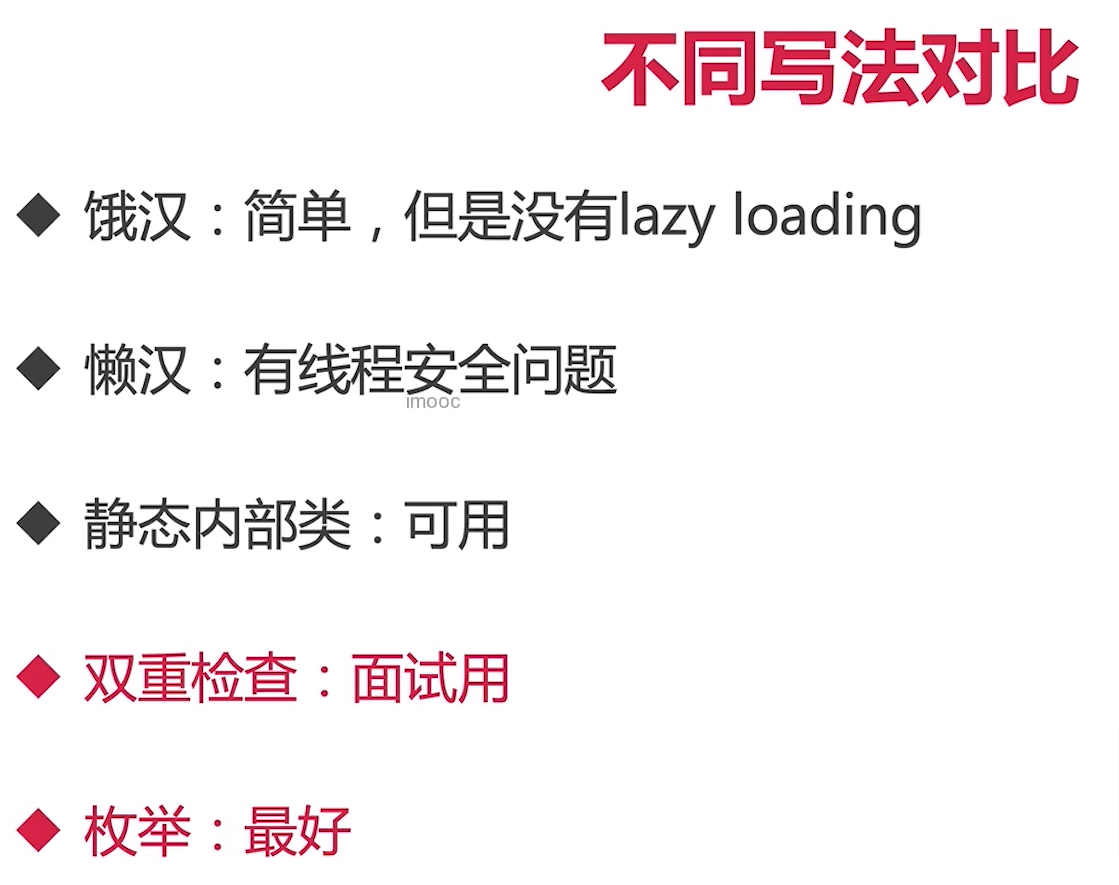 不同写法对比
◆ 饿汉：简单，但是没有lazy loading
◆ 懒汉：有线程安全问题
imooc
◆ 静态内部类：可用
◆ 双重检查：面试用
◆ 枚举：最好